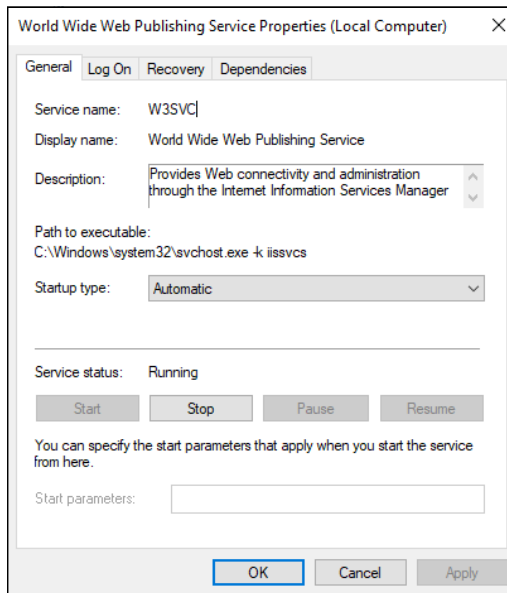 World Wide Web Publishing Service Properties (Local Computer)
General Log On Recovery Dependencies
Service name: W3SVC
Display name: World Wide Web Publishing Service
Description: Provides Web connectivity and administration
through the Internet Information Services Manager
Path to executable:
C:\Windows\system32\svchost.exe -k iissvcs
Startup type: Automatic
Service status: Running
Start Stop Pause Resume
You can specify the start parameters that apply when you start the service
from here.
Start parameters:
OK Cancel Apply